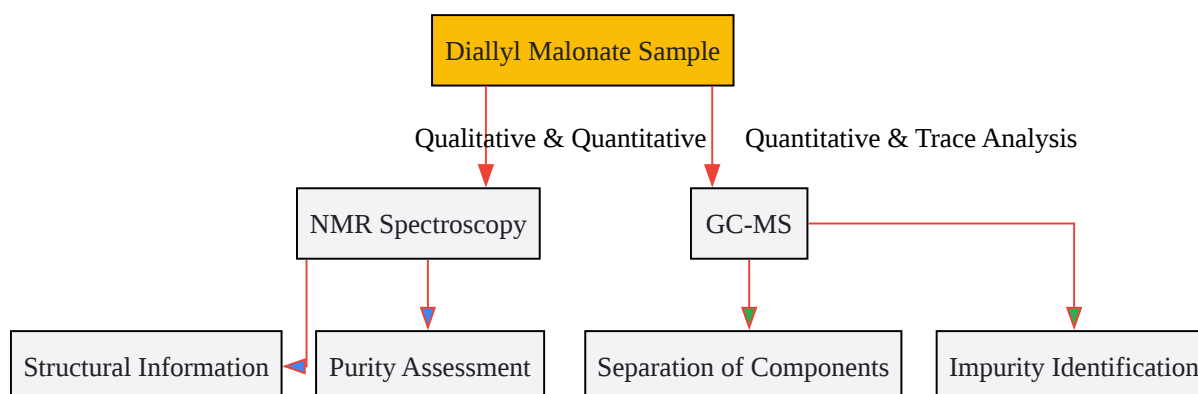 Diallyl Malonate Sample
Qualitative & Quantitative
Quantitative & Trace Analysis
NMR Spectroscopy
GC-MS
Structural Information
Purity Assessment
Separation of Components
Impurity Identification